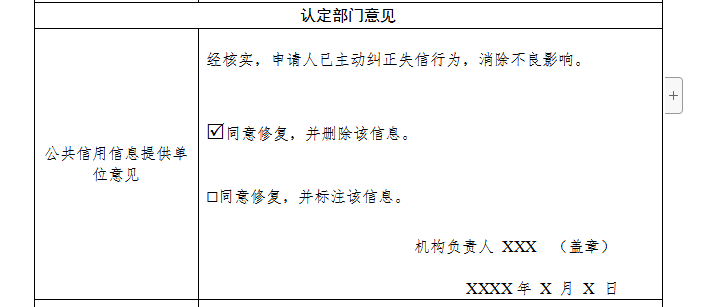 认定部门意见
经核实，申请人已主动纠正失信行为，消除不良影响。
☑同意修复，并删除该信息。
公共信用信息提供单
位意见
□同意修复，并标注该信息。
机构负责人 XXX （盖章）
XXXX 年 X 月 X 日